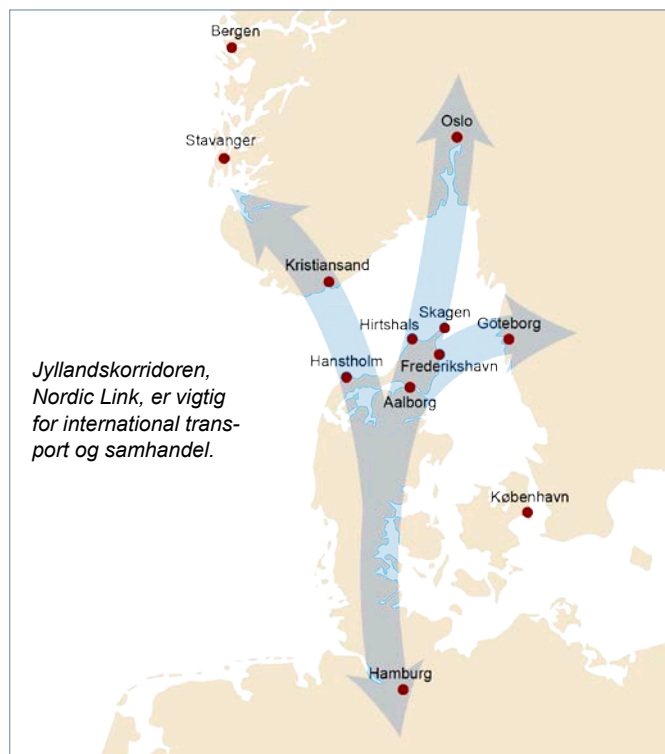 Bergen
Oslo
Stavanger
Kristiansand
Skagen
Hirtshals
Göteborg
Frederikshavn
Hanstholm
Aalborg
Jyllandskorridoren,
Nordic Link, er vigtig
for international trans-
port og samhandel.
København
Hamburg